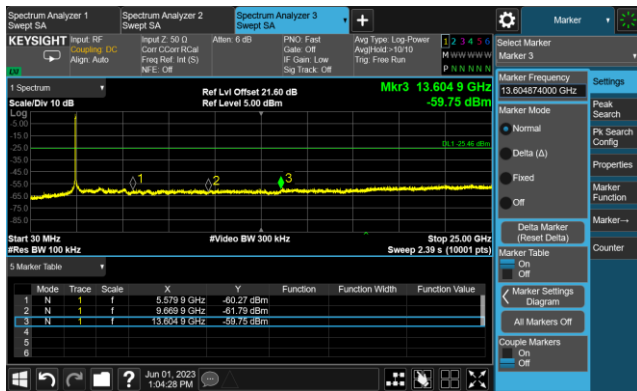 Spectrum Analyzer 1
Swept SA
Spectrum Analyzer 2
Swept SA
Spectrum Analyzer 3
Swept SA
Marker
KEYSIGHT
Input: RF
Coupling: DC
Align: Auto
Input Z: 50 Ω
Corr CCorr RCal
Freq Ref: Int (S)
NFE: Off
Atten: 6 dB
PNO: Fast
Gate: Off
IF Gain: Low
Sig Track: Off
Avg Type: Log-Power
Avg|Hold:>10/10
Trig: Free Run
1 2 3 4 5 6
M W W W W W
P N N N N N
Select Marker
Marker 3
1 Spectrum
Scale/Div 10 dB
Ref Lvl Offset 21.60 dB
Ref Level 5.00 dBm
Mkr3 13.604 9 GHz
-59.75 dBm
Log
-5.00
-15.0
-25.0
-35.0
-45.0
-55.0
-65.0
-75.0
-85.0
DL1 -25.46 dBm
1
2
3
Start 30 MHz
#Res BW 100 kHz
#Video BW 300 kHz
Stop 25.00 GHz
Sweep 2.39 s (10001 pts)
5 Marker Table
Mode Trace Scale X Y Function Function Width Function Value
1 N 1 f 5.579 9 GHz -60.27 dBm
2 N 1 f 9.669 9 GHz -61.79 dBm
3 N 1 f 13.604 9 GHz -59.75 dBm
4
5
6
Jun 01, 2023
1:04:28 PM
Marker Frequency
13.604874000 GHz
Marker Mode
Normal
Delta (Δ)
Fixed
Off
Delta Marker
(Reset Delta)
Marker Table
On
Off
Marker Settings
Diagram
All Markers Off
Couple Markers
On
Off
Settings
Peak
Search
Pk Search
Config
Properties
Marker
Function
Marker→
Counter